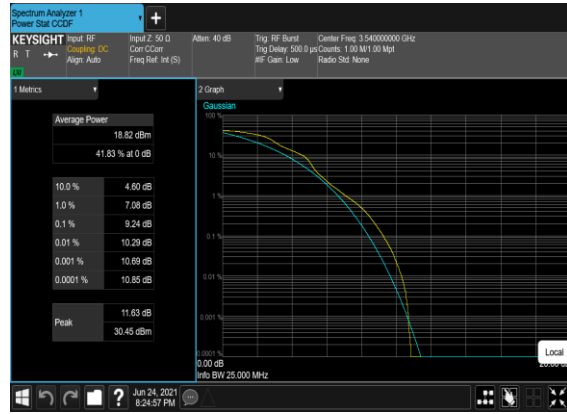 Spectrum Analyzer 1
Power Stat CCDF
KEYSIGHT
R T
Input: RF
Coupling: DC
Align: Auto
Input Z: 50 Ω
Corr CCorr
Freq Ref: Int (S)
Atten: 40 dB
Trig: RF Burst
Trig Delay: 500.0 µs
#IF Gain: Low
Center Freq: 3.540000000 GHz
Counts: 1.00 M/1.00 Mpt
Radio Std: None
1 Metrics
Average Power
18.82 dBm
41.83 % at 0 dB
10.0 % 4.60 dB
1.0 % 7.08 dB
0.1 % 9.24 dB
0.01 % 10.29 dB
0.001 % 10.69 dB
0.0001 % 10.85 dB
Peak
11.63 dB
30.45 dBm
2 Graph
Gaussian
100 %
10 %
1 %
0.1 %
0.01 %
0.001 %
0.0001 %
0.00 dB
Info BW 25.000 MHz
Local
?
Jun 24, 2021
8:24:57 PM